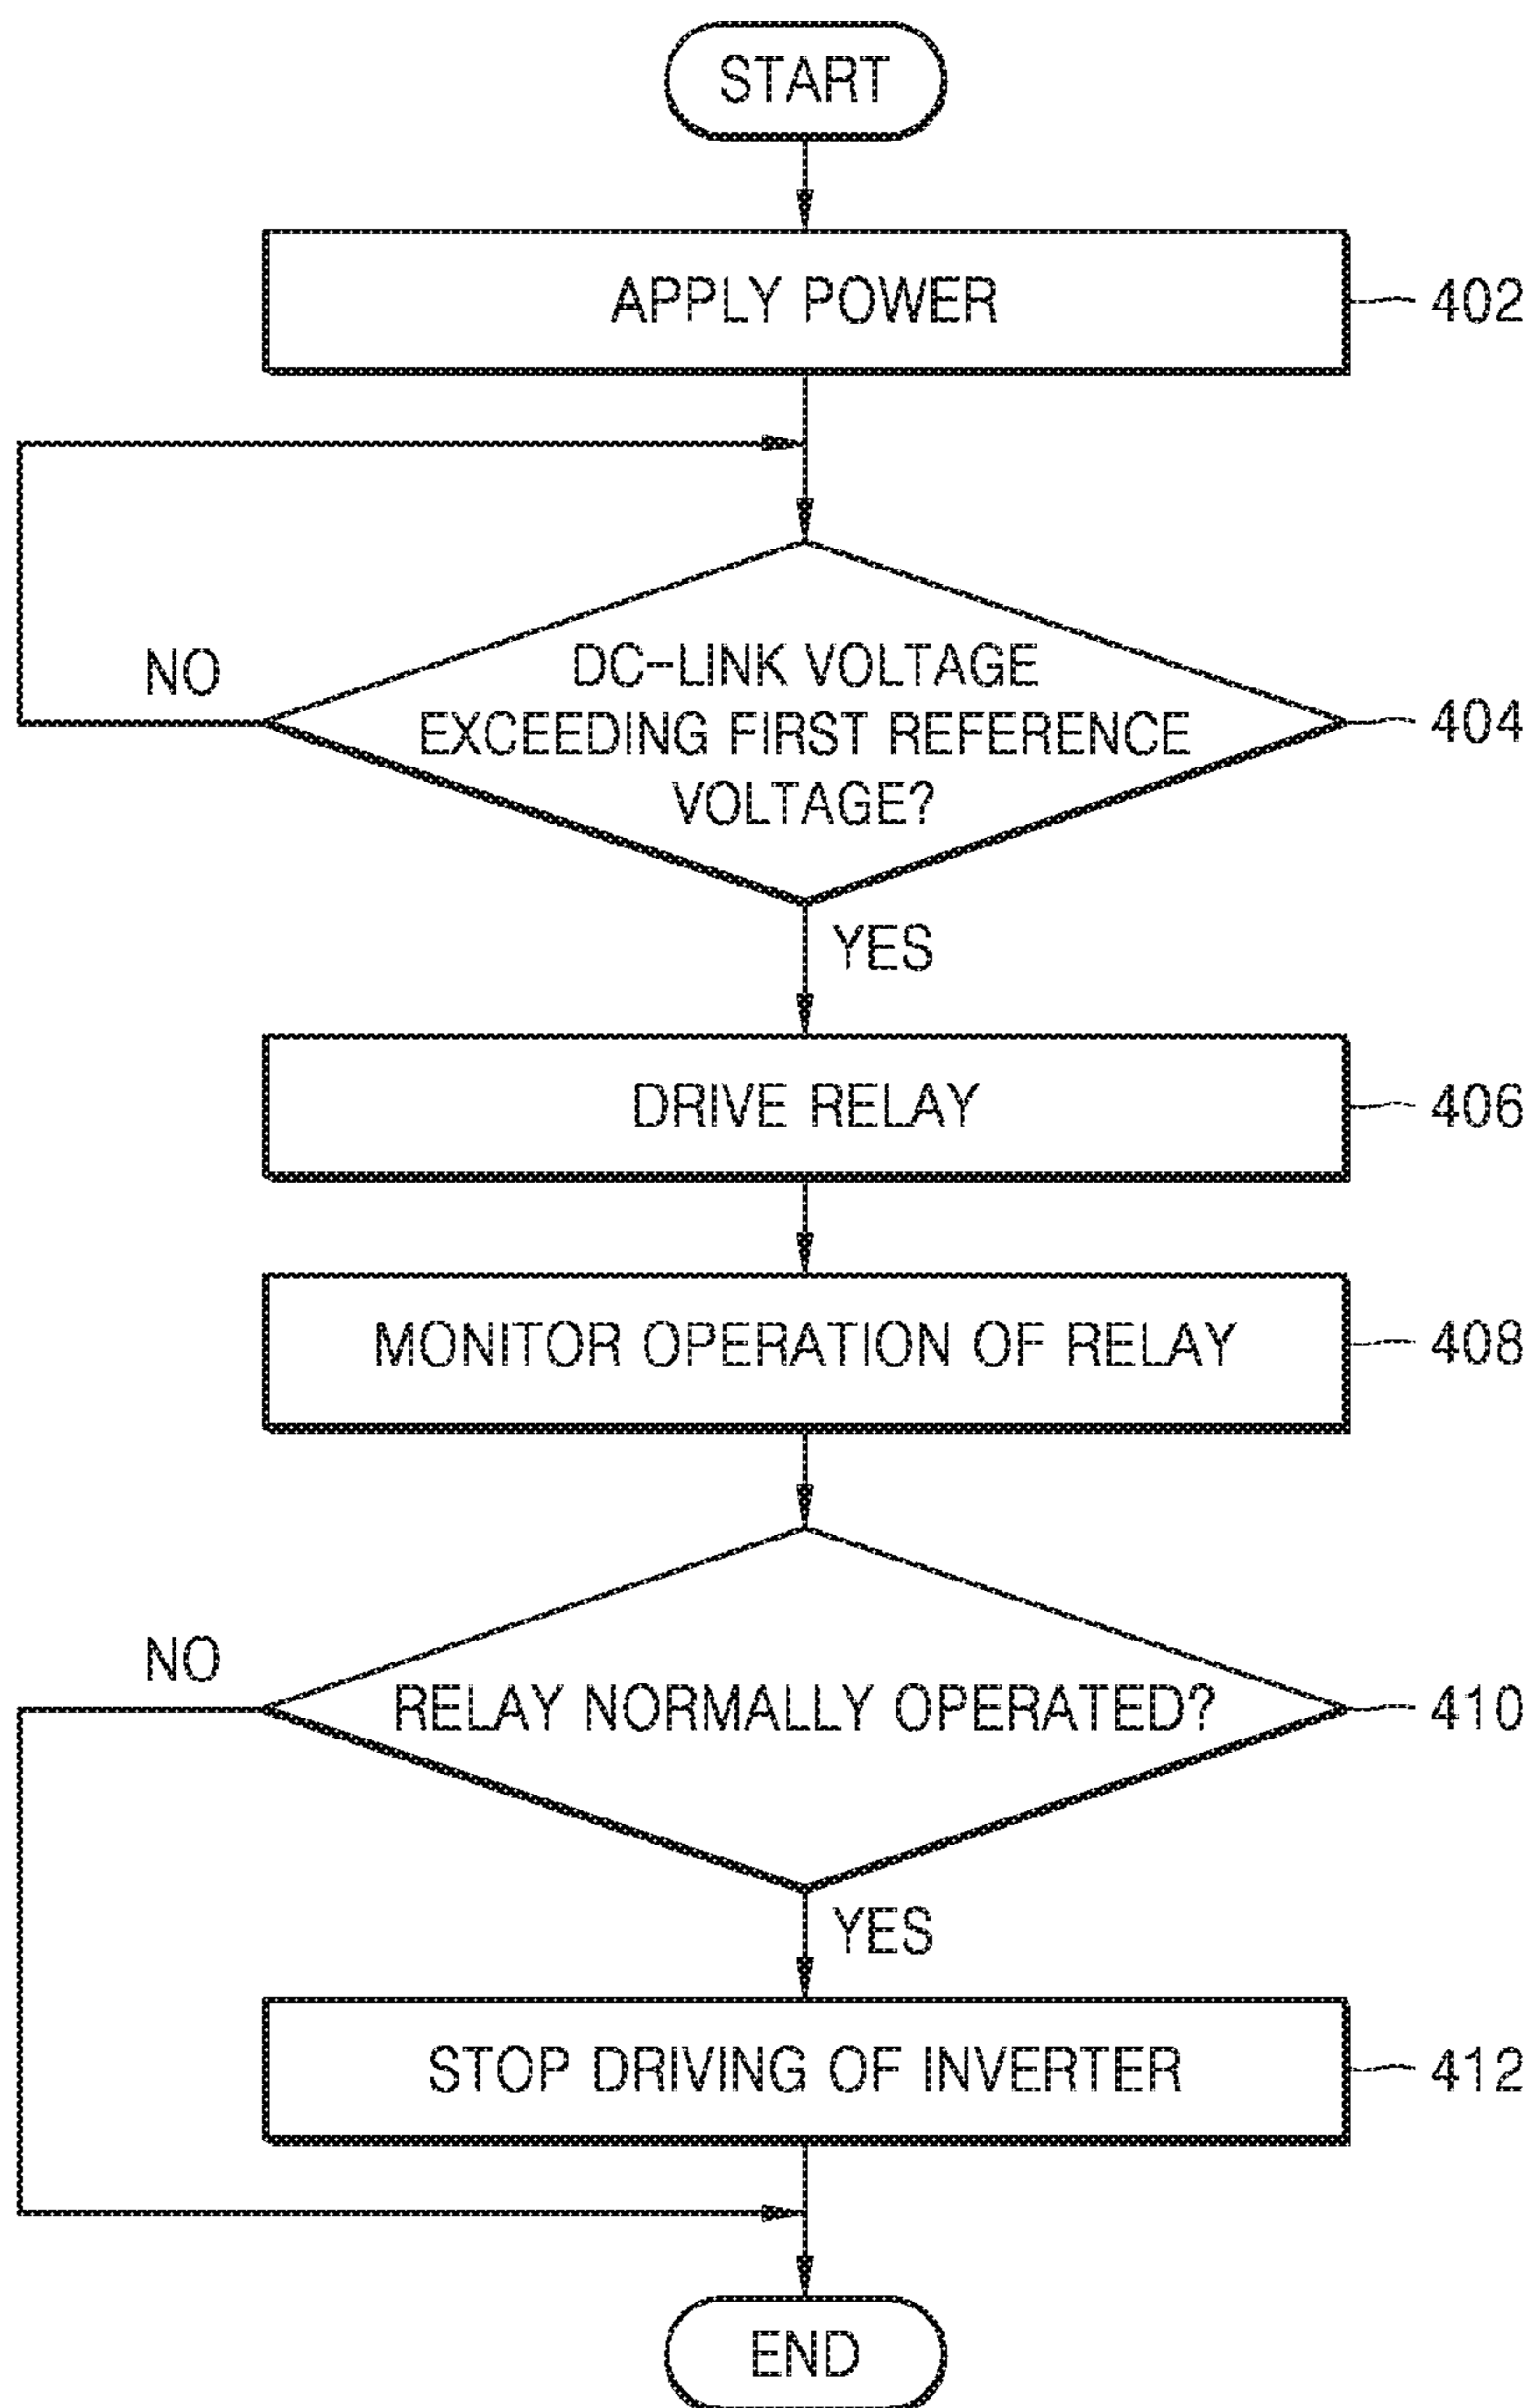 START
APPLY POWER
402
DC-LINK VOLTAGE
EXCEEDING FIRST REFERENCE
VOLTAGE?
404
NO
YES
DRIVE RELAY
406
MONITOR OPERATION OF RELAY
408
RELAY NORMALLY OPERATED?
410
NO
YES
STOP DRIVING OF INVERTER
412
END